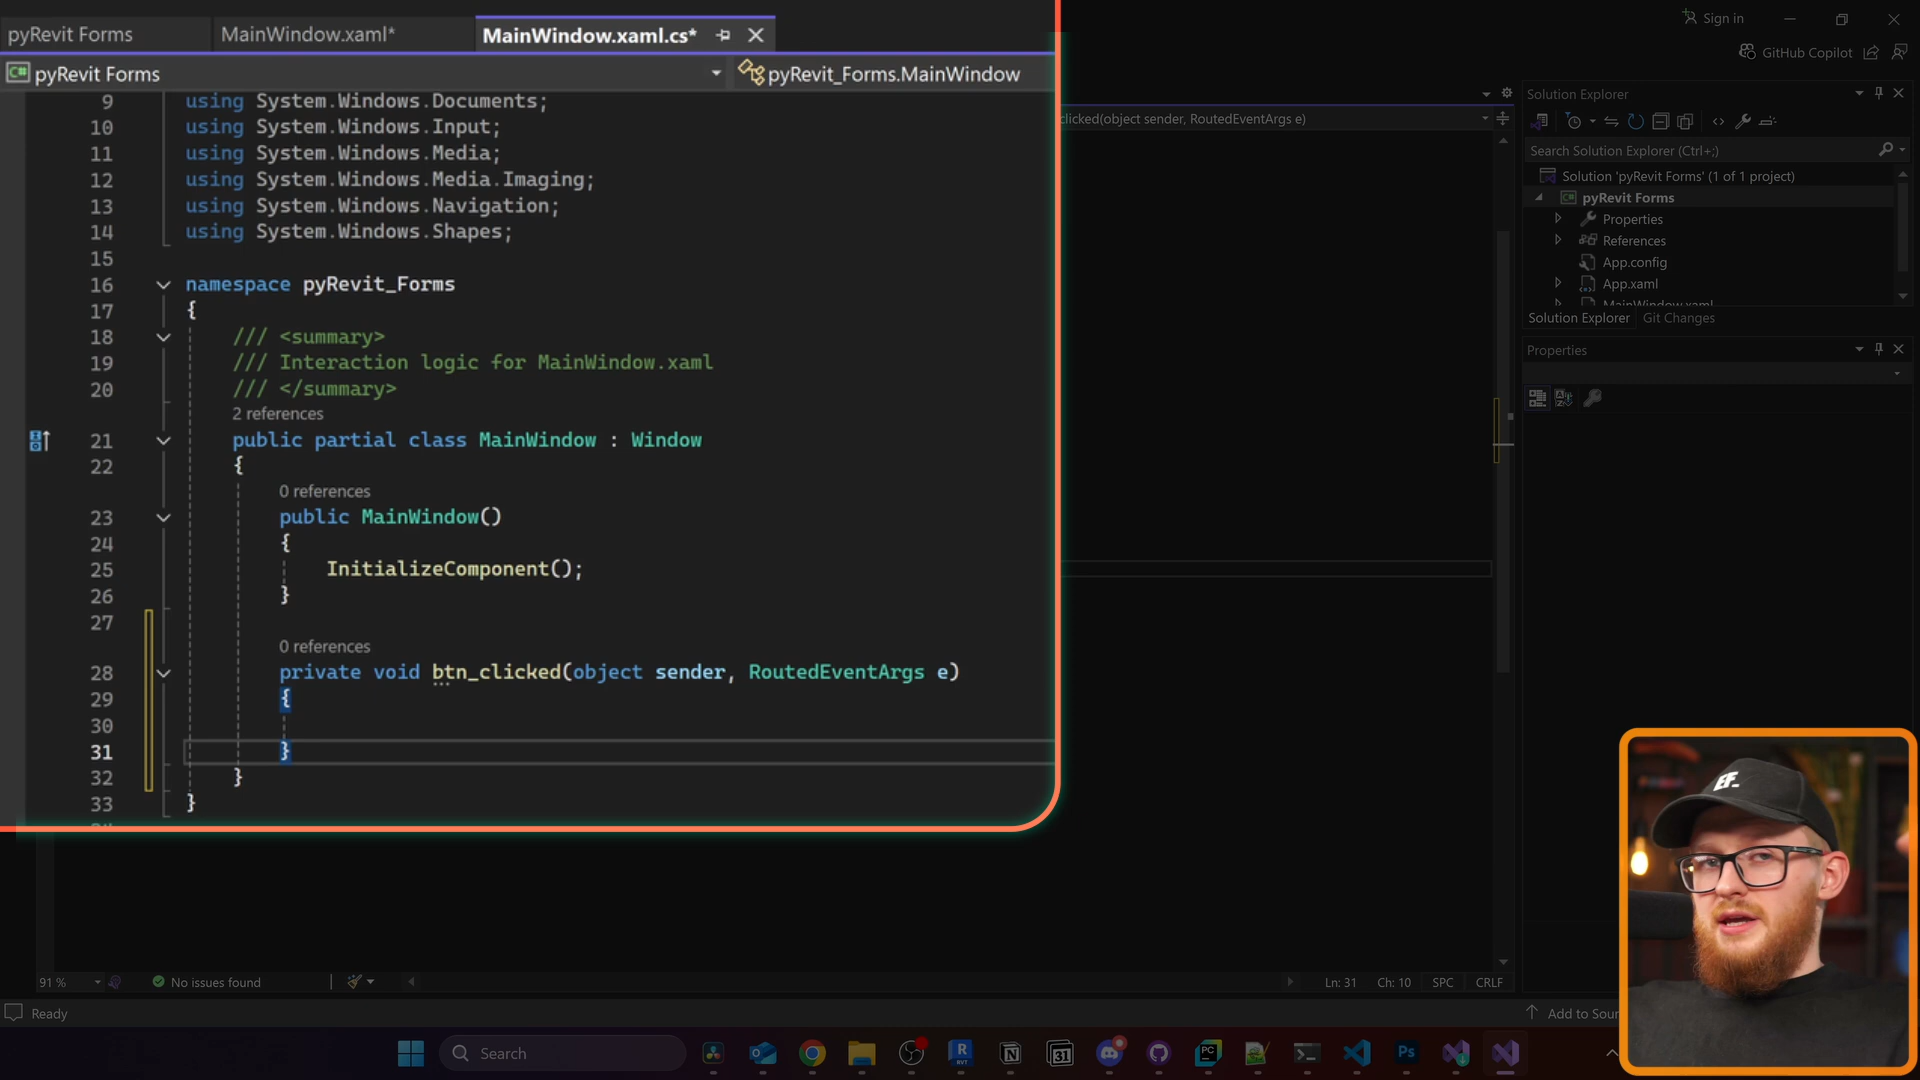 pyRevit Forms
MainWindow.xaml*
MainWindow.xaml.cs*
Sign in
GitHub Copilot
pyRevit Forms
pyRevit_Forms.MainWindow
clicked(object sender, RoutedEventArgs e)
9 using System.Windows.Documents;
10 using System.Windows.Input;
11 using System.Windows.Media;
12 using System.Windows.Media.Imaging;
13 using System.Windows.Navigation;
14 using System.Windows.Shapes;
15
16 namespace pyRevit_Forms
17 {
18 /// <summary>
19 /// Interaction logic for MainWindow.xaml
20 /// </summary>
2 references
21 public partial class MainWindow : Window
22 {
0 references
23 public MainWindow()
24 {
25 InitializeComponent();
26 }
27
0 references
28 private void btn_clicked(object sender, RoutedEventArgs e)
29 {
30
31 }
32 }
33 }
Solution Explorer
Search Solution Explorer (Ctrl+;)
Solution 'pyRevit Forms' (1 of 1 project)
C# pyRevit Forms
Properties
References
App.config
App.xaml
MainWindow.xaml
Solution Explorer
Git Changes
Properties
91 %
No issues found
Ln: 31
Ch: 10
SPC
CRLF
Ready
Add to Sour
Search
31
PC
Ps
EF.